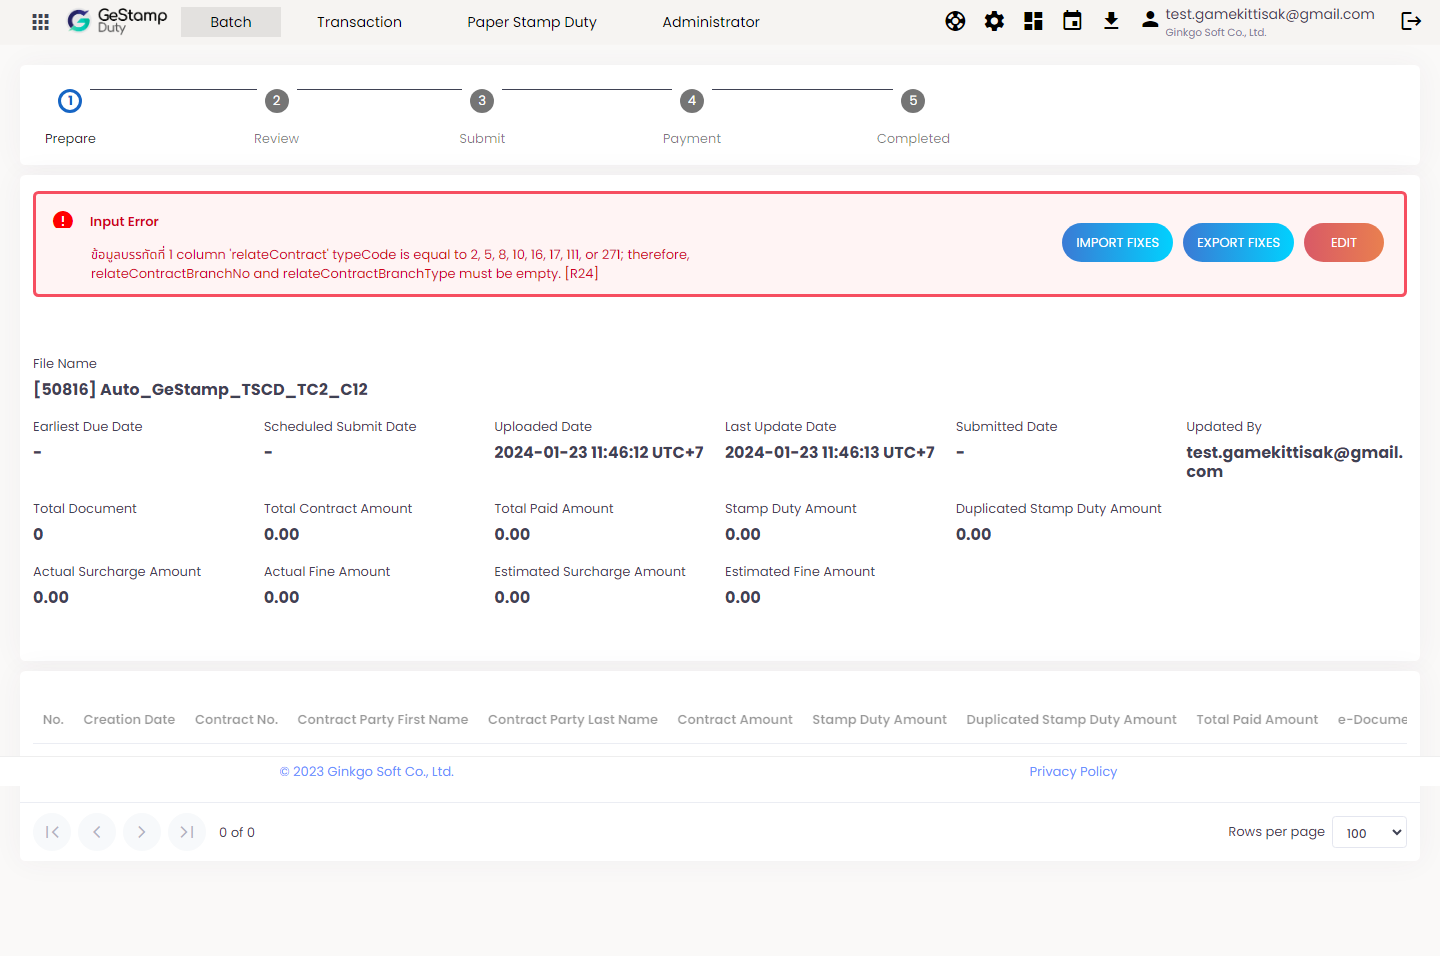 GeStamp
Duty
Batch
Transaction
Paper Stamp Duty
Administrator
test.gamekittisak@gmail.com
Ginkgo Soft Co., Ltd.
1
2
3
4
5
Prepare
Review
Submit
Payment
Completed
Input Error
ข้อมูลบรรทัดที่ 1 column 'relateContract' typeCode is equal to 2, 5, 8, 10, 16, 17, 111, or 271; therefore,
relateContractBranchNo and relateContractBranchType must be empty. [R24]
IMPORT FIXES
EXPORT FIXES
EDIT
File Name
[50816] Auto_GeStamp_TSCD_TC2_C12
Earliest Due Date
-
Scheduled Submit Date
-
Uploaded Date
2024-01-23 11:46:12 UTC+7
Last Update Date
2024-01-23 11:46:13 UTC+7
Submitted Date
-
Updated By
test.gamekittisak@gmail.
com
Total Document
0
Total Contract Amount
0.00
Total Paid Amount
0.00
Stamp Duty Amount
0.00
Duplicated Stamp Duty Amount
0.00
Actual Surcharge Amount
0.00
Actual Fine Amount
0.00
Estimated Surcharge Amount
0.00
Estimated Fine Amount
0.00
No. Creation Date Contract No. Contract Party First Name Contract Party Last Name Contract Amount Stamp Duty Amount Duplicated Stamp Duty Amount Total Paid Amount e-Docume
© 2023 Ginkgo Soft Co., Ltd.
Privacy Policy
0 of 0
Rows per page 100